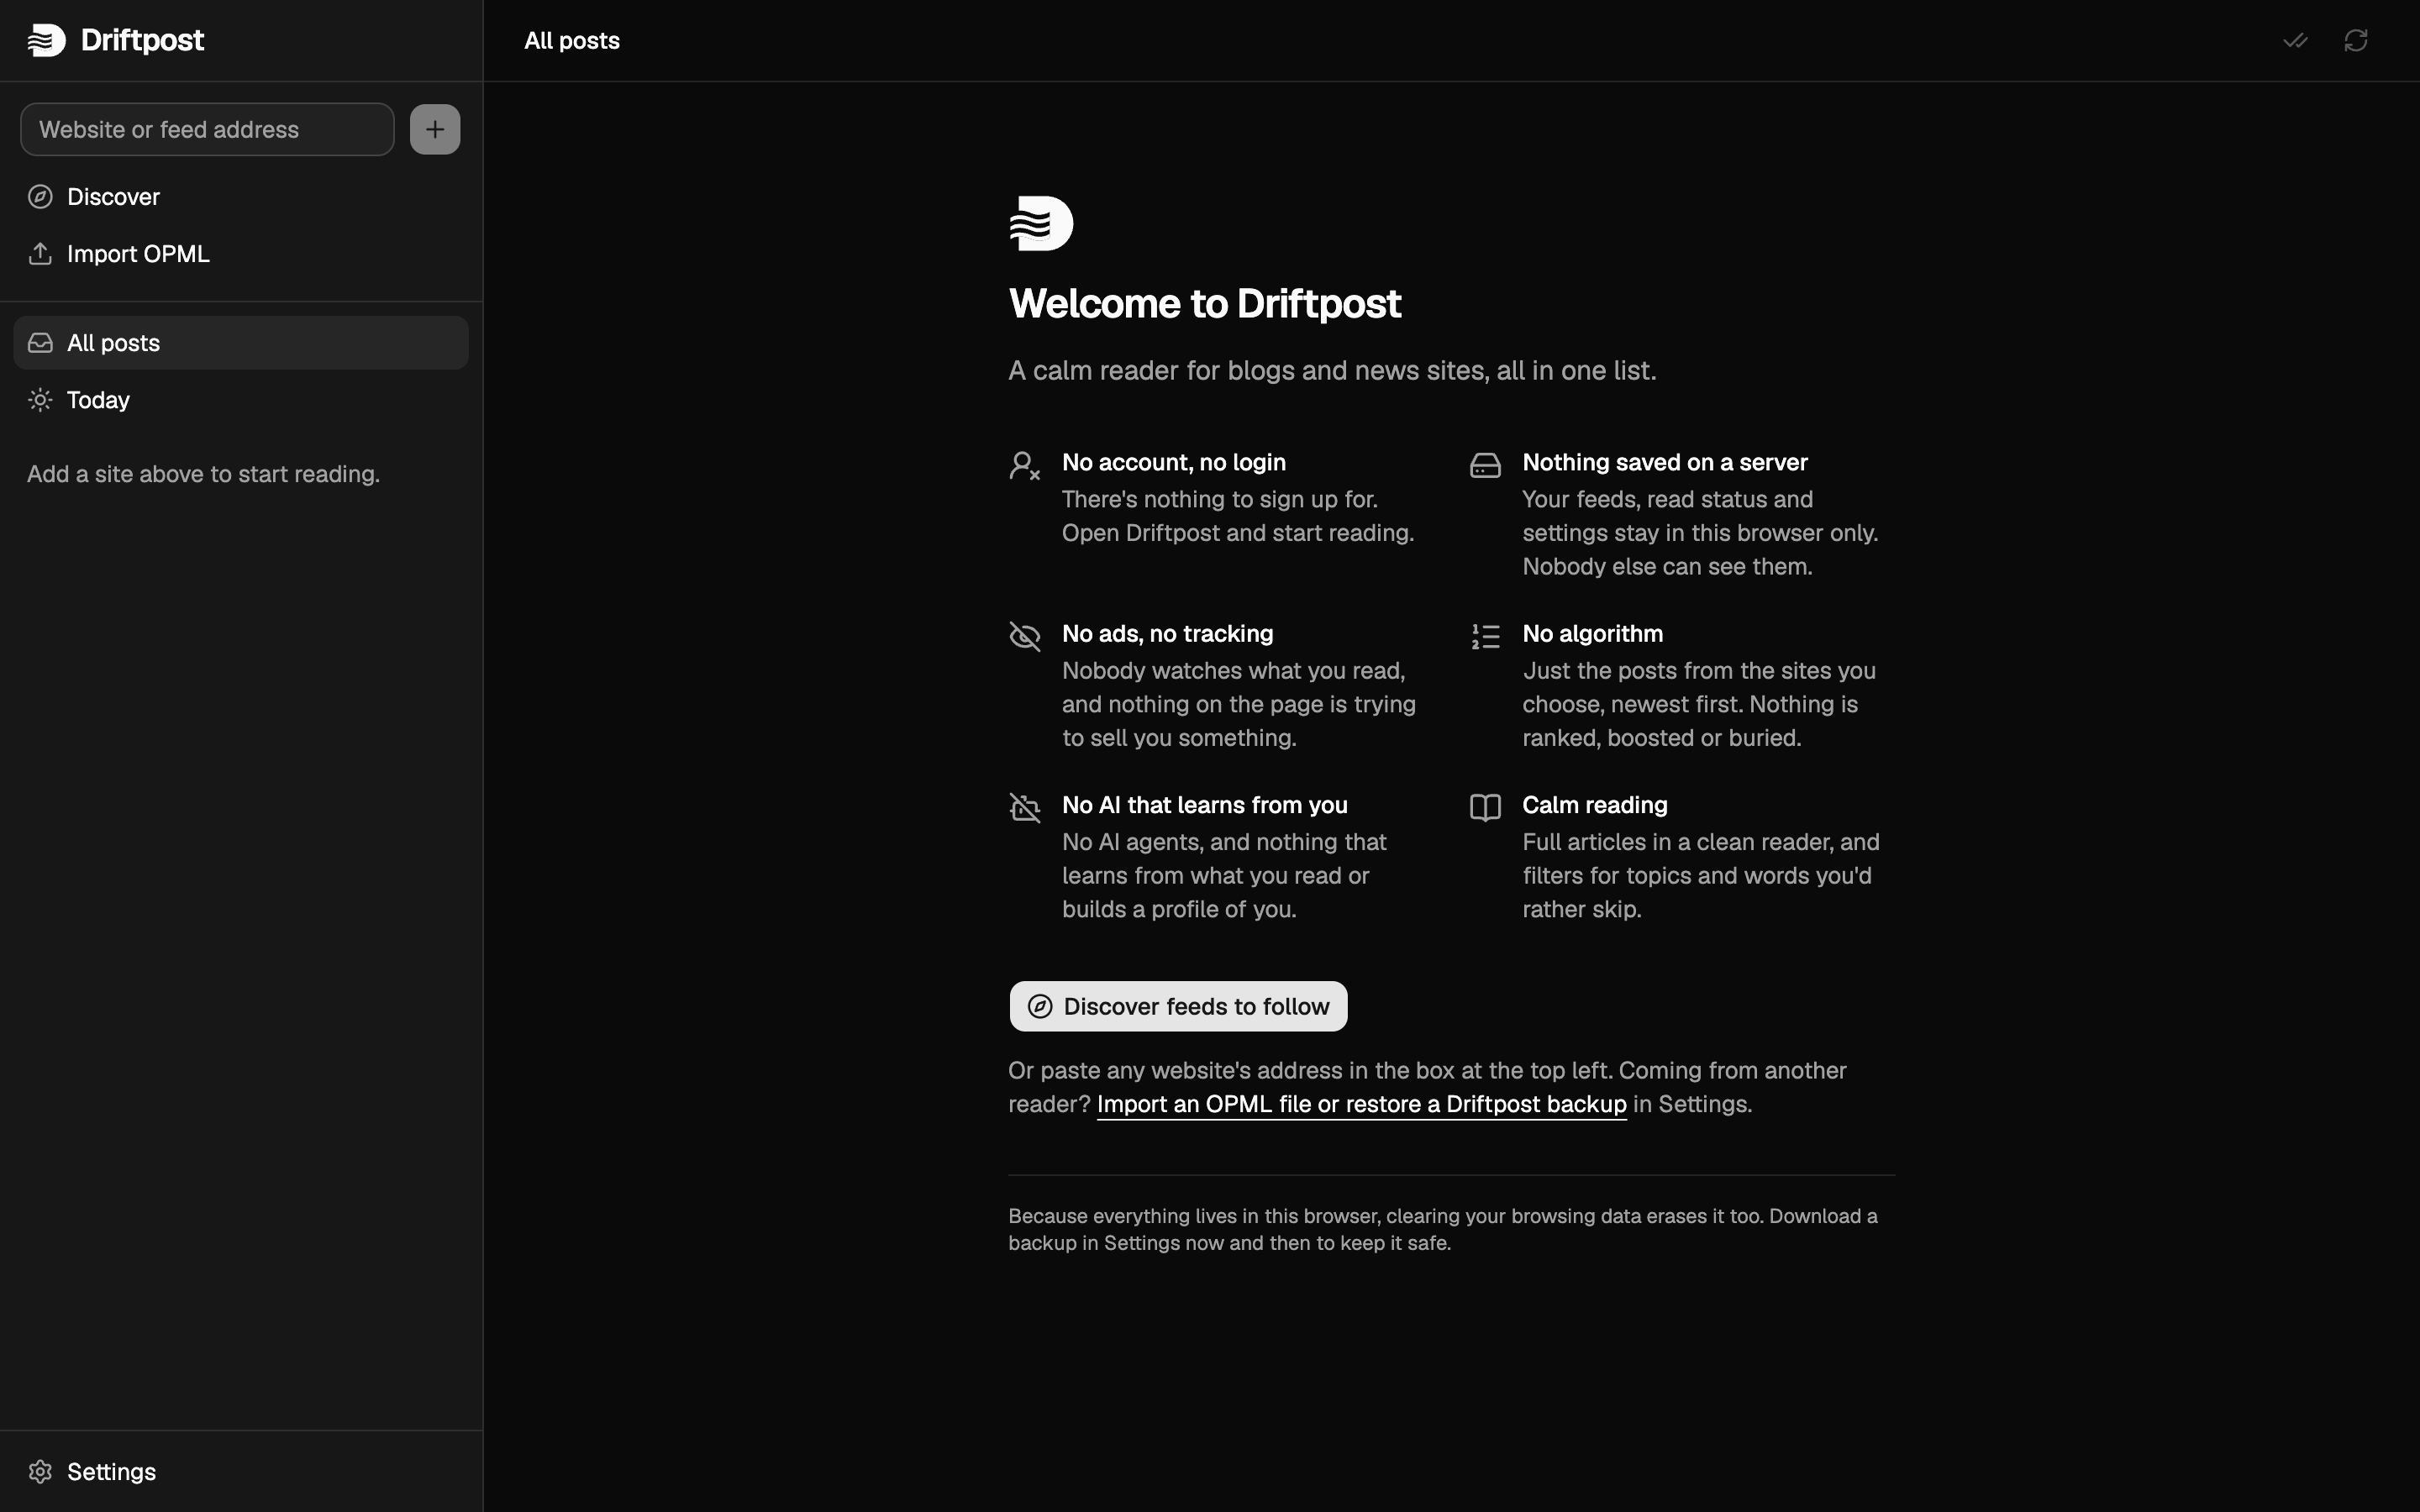 Driftpost
All posts
Website or feed address
Discover
Import OPML
All posts
Today
Add a site above to start reading.
Settings
Welcome to Driftpost
A calm reader for blogs and news sites, all in one list.
No account, no login
There's nothing to sign up for.
Open Driftpost and start reading.
Nothing saved on a server
Your feeds, read status and
settings stay in this browser only.
Nobody else can see them.
No ads, no tracking
Nobody watches what you read,
and nothing on the page is trying
to sell you something.
No algorithm
Just the posts from the sites you
choose, newest first. Nothing is
ranked, boosted or buried.
No AI that learns from you
No AI agents, and nothing that
learns from what you read or
builds a profile of you.
Calm reading
Full articles in a clean reader, and
filters for topics and words you'd
rather skip.
Discover feeds to follow
Or paste any website's address in the box at the top left. Coming from another
reader? Import an OPML file or restore a Driftpost backup in Settings.
Because everything lives in this browser, clearing your browsing data erases it too. Download a
backup in Settings now and then to keep it safe.